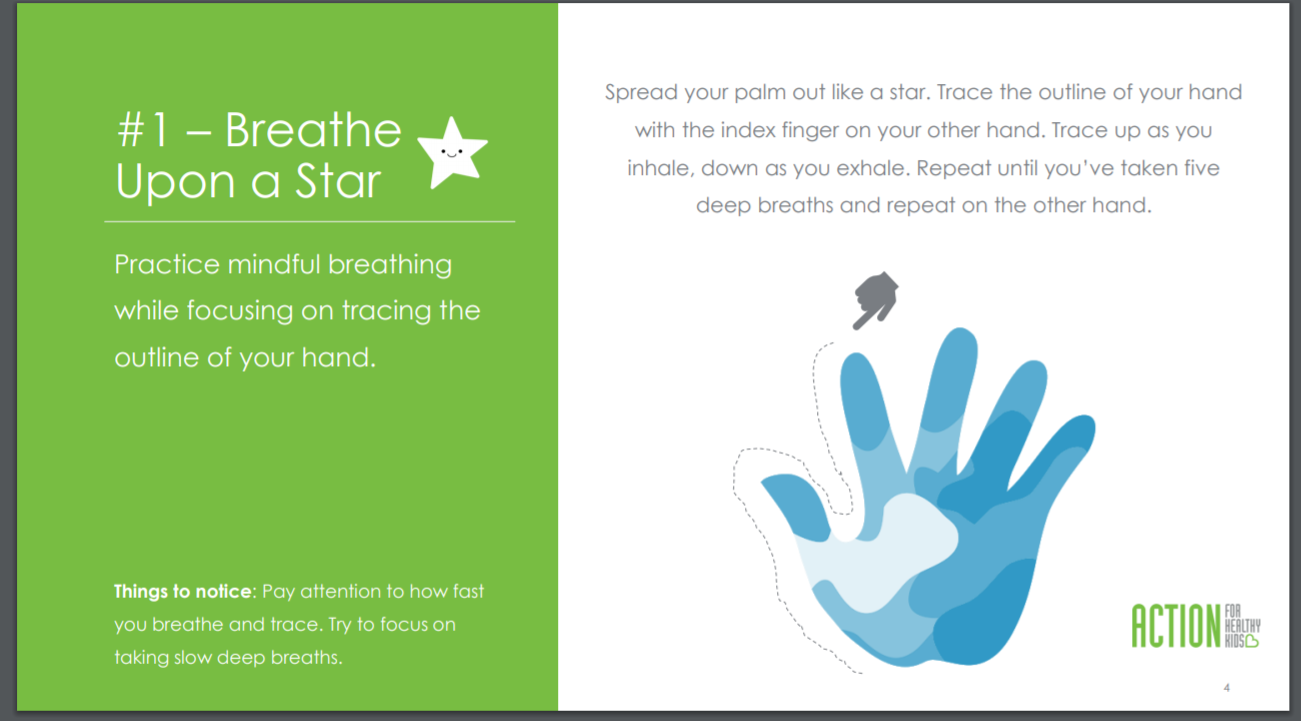 #1 – Breathe
Upon a Star
Practice mindful breathing
while focusing on tracing the
outline of your hand.
Things to notice: Pay attention to how fast
you breathe and trace. Try to focus on
taking slow deep breaths.
Spread your palm out like a star. Trace the outline of your hand
with the index finger on your other hand. Trace up as you
inhale, down as you exhale. Repeat until you’ve taken five
deep breaths and repeat on the other hand.
ACTION FOR
HEALTHY
KIDS
4